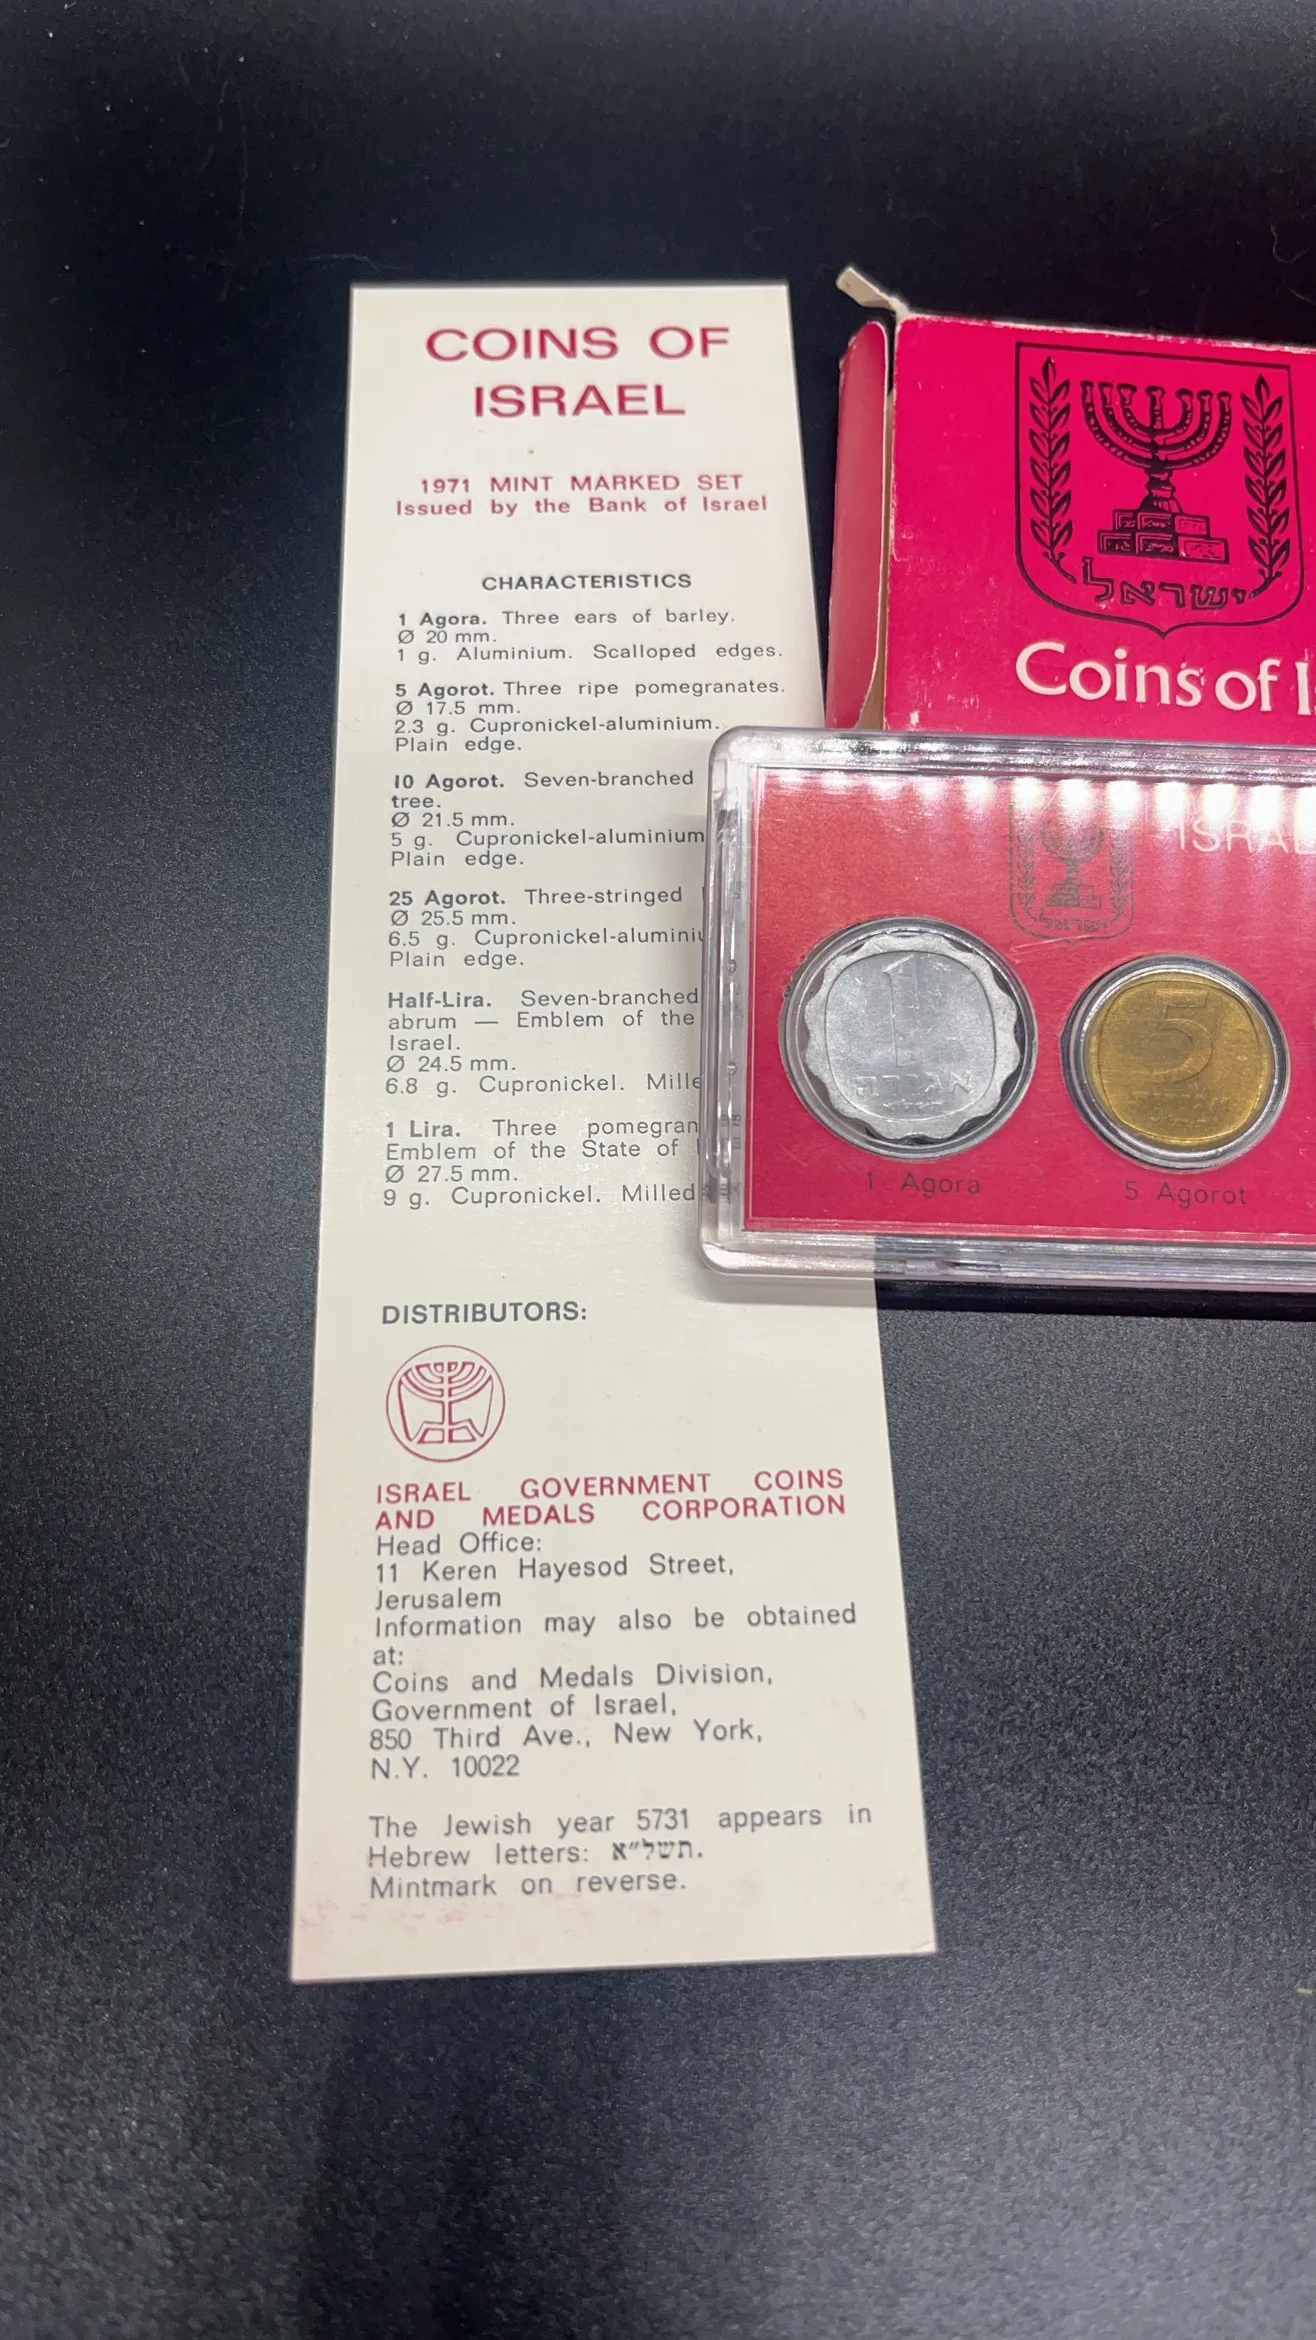 COINS OF
ISRAEL
1971 MINT MARKED SET
Issued by the Bank of Israel
CHARACTERISTICS
1 Agora. Three ears of barley.
Ø 20 mm.
1 g. Aluminium. Scalloped edges.
5 Agorot. Three ripe pomegranates.
Ø 17.5 mm.
2.3 g. Cupronickel-aluminium.
Plain edge.
10 Agorot. Seven-branched
tree.
Ø 21.5 mm.
5 g. Cupronickel-aluminium
Plain edge.
25 Agorot. Three-stringed
Ø 25.5 mm.
6.5 g. Cupronickel-alumini
Plain edge.
Half-Lira. Seven-branched
abrum — Emblem of the
Israel.
Ø 24.5 mm.
6.8 g. Cupronickel. Mille
1 Lira. Three pomegran
Emblem of the State of
Ø 27.5 mm.
9 g. Cupronickel. Milled
DISTRIBUTORS:
ISRAEL GOVERNMENT COINS
AND MEDALS CORPORATION
Head Office:
11 Keren Hayesod Street,
Jerusalem
Information may also be obtained
at:
Coins and Medals Division,
Government of Israel,
850 Third Ave., New York,
N.Y. 10022
The Jewish year 5731 appears in
Hebrew letters: תשל״א.
Mintmark on reverse.
ישראל
Coins of I
ISRAE
ישראל
1
אגורה
5
1 Agora
5 Agorot